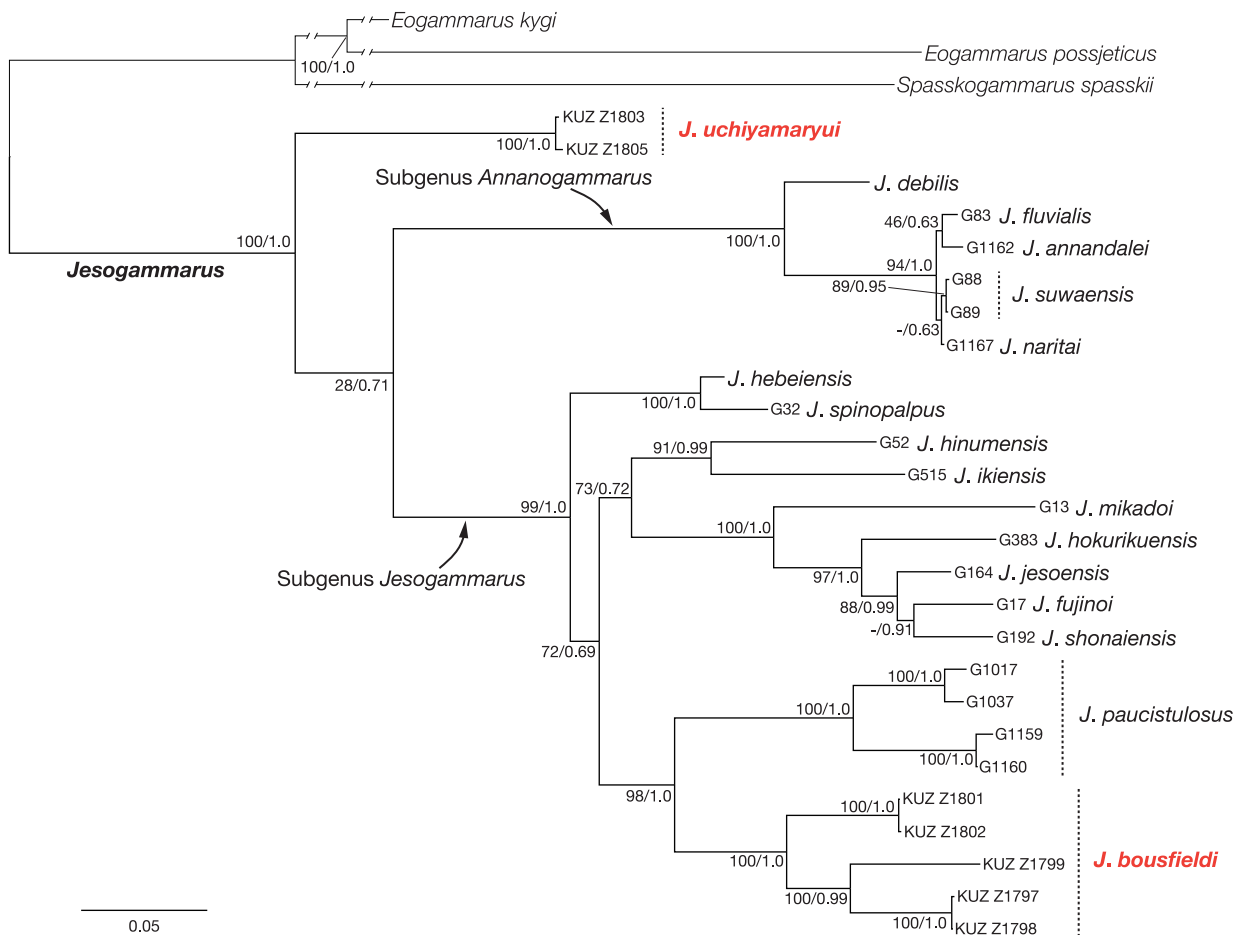 Eogammarus kygi
100/1.0
Eogammarus possjeticus
Spasskogammarus spasskii
KUZ Z1803
J. uchiyamaryui
100/1.0
KUZ Z1805
Subgenus Annanogammarus
J. debilis
46/0.63
G83 J. fluvialis
100/1.0
100/1.0
G1162 J. annandalei
Jesogammarus
94/1.0
89/0.95
G88
J. suwaensis
G89
-/0.63
G1167 J. naritai
28/0.71
J. hebeiensis
100/1.0
G32 J. spinopalpus
91/0.99
G52 J. hinumensis
G515 J. ikiensis
73/0.72
99/1.0
G13 J. mikadoi
100/1.0
G383 J. hokurikuensis
Subgenus Jesogammarus
97/1.0
G164 J. jesoensis
88/0.99
G17 J. fujinoi
-/0.91
G192 J. shonaiensis
72/0.69
G1017
100/1.0
G1037
100/1.0
J. paucistulosus
G1159
100/1.0
G1160
98/1.0
KUZ Z1801
100/1.0
KUZ Z1802
100/1.0
KUZ Z1799
J. bousfieldi
100/0.99
KUZ Z1797
100/1.0
KUZ Z1798
0.05